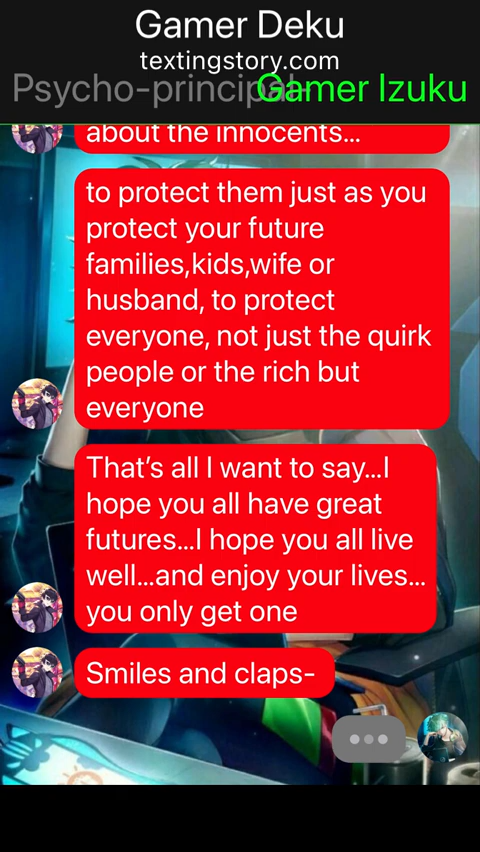 Gamer Deku
textingstory.com
Psycho-principal-
Gamer Izuku
about the innocents...
to protect them just as you
protect your future
families,kids,wife or
husband, to protect
everyone, not just the quirk
people or the rich but
everyone
That's all I want to say...I
hope you all have great
futures...I hope you all live
well...and enjoy your lives...
you only get one
Smiles and claps-